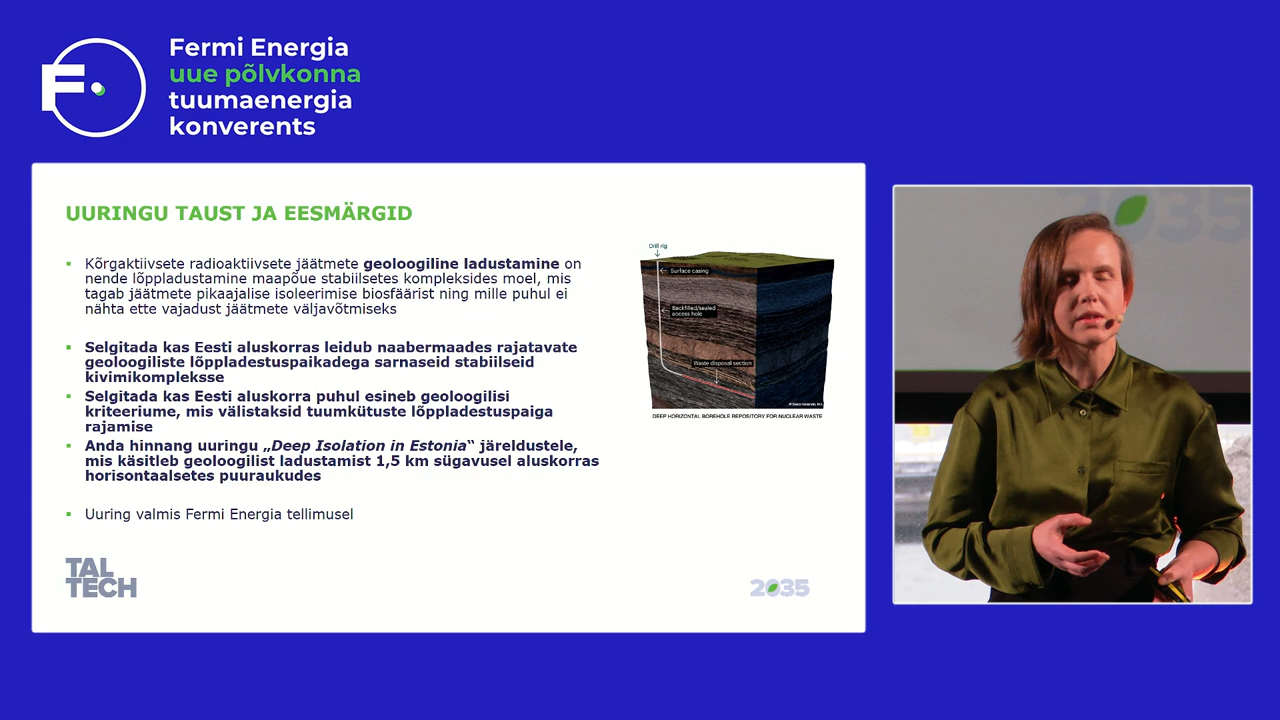 Fermi Energia
uue põlvkonna
tuumaenergia
konverents
UURINGU TAUST JA EESMÄRGID
Kõrgaktiivsete radioaktiivsete jäätmete geoloogiline ladustamine on
nende lõppladustamine maapõue stabiilsetes kompleksides moel, mis
tagab jäätmete pikaajalise isoleerimise biosfäärist ning mille puhul ei
nähta ette vajadust jäätmete väljavõtmiseks
Selgitada kas Eesti aluskorras leidub naabermaades rajatavate
geoloogiliste lõppladestuspaikadega sarnaseid stabiilseid
kivimikompleksse
Selgitada kas Eesti aluskorra puhul esineb geoloogilisi
kriteeriume, mis välistaksid tuumkütuste lõppladestuspaiga
rajamise
Anda hinnang uuringu „Deep Isolation in Estonia“ järeldustele,
mis käsitleb geoloogilist ladustamist 1,5 km sügavusel aluskorras
horisontaalsetes puuraukudes
Uuring valmis Fermi Energia tellimusel
Drill rig
Surface casing
Backfilled/sealed
access hole
Waste disposal section
© Deep Isolation, Inc.
DEEP HORIZONTAL BOREHOLE REPOSITORY FOR NUCLEAR WASTE
TAL
TECH
2035
2035